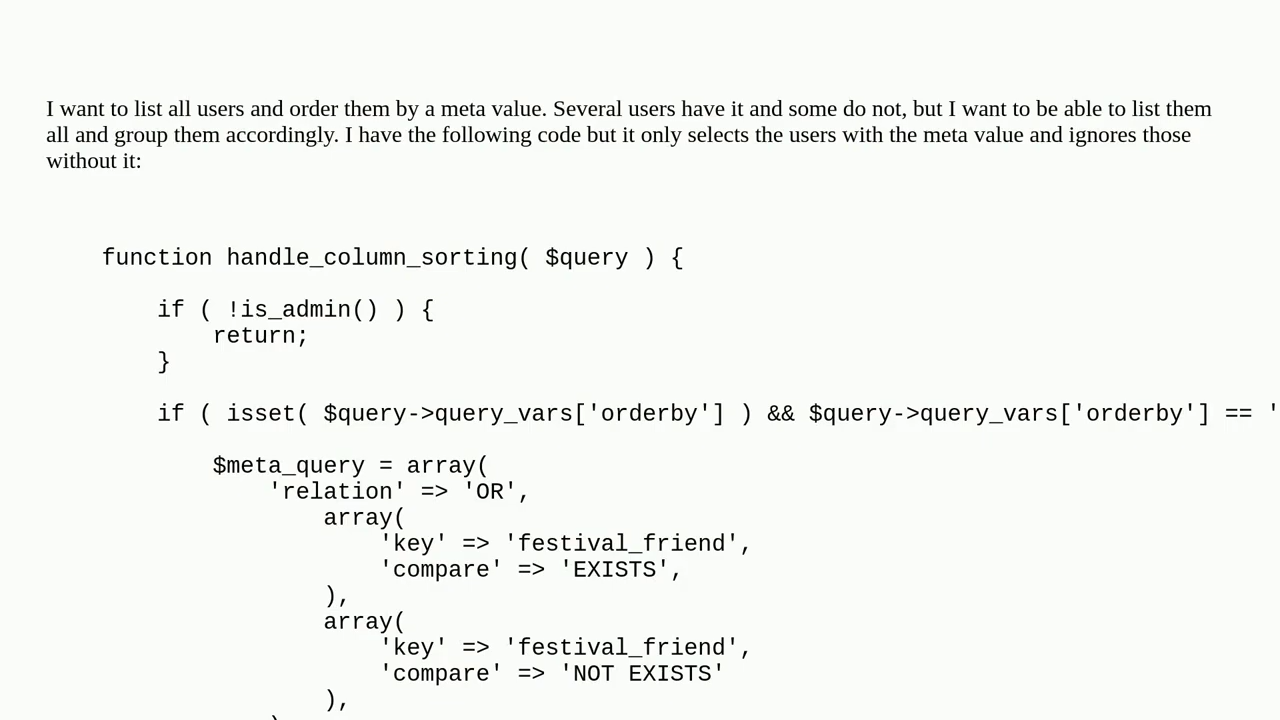 I want to list all users and order them by a meta value. Several users have it and some do not, but I want to be able to list them
all and group them accordingly. I have the following code but it only selects the users with the meta value and ignores those
without it:
function handle_column_sorting( $query ) {
if ( !is_admin() ) {
return;
}
if ( isset( $query->query_vars['orderby'] ) && $query->query_vars['orderby'] == '
$meta_query = array(
'relation' => 'OR',
array(
'key' => 'festival_friend',
'compare' => 'EXISTS',
),
array(
'key' => 'festival_friend',
'compare' => 'NOT EXISTS'
),